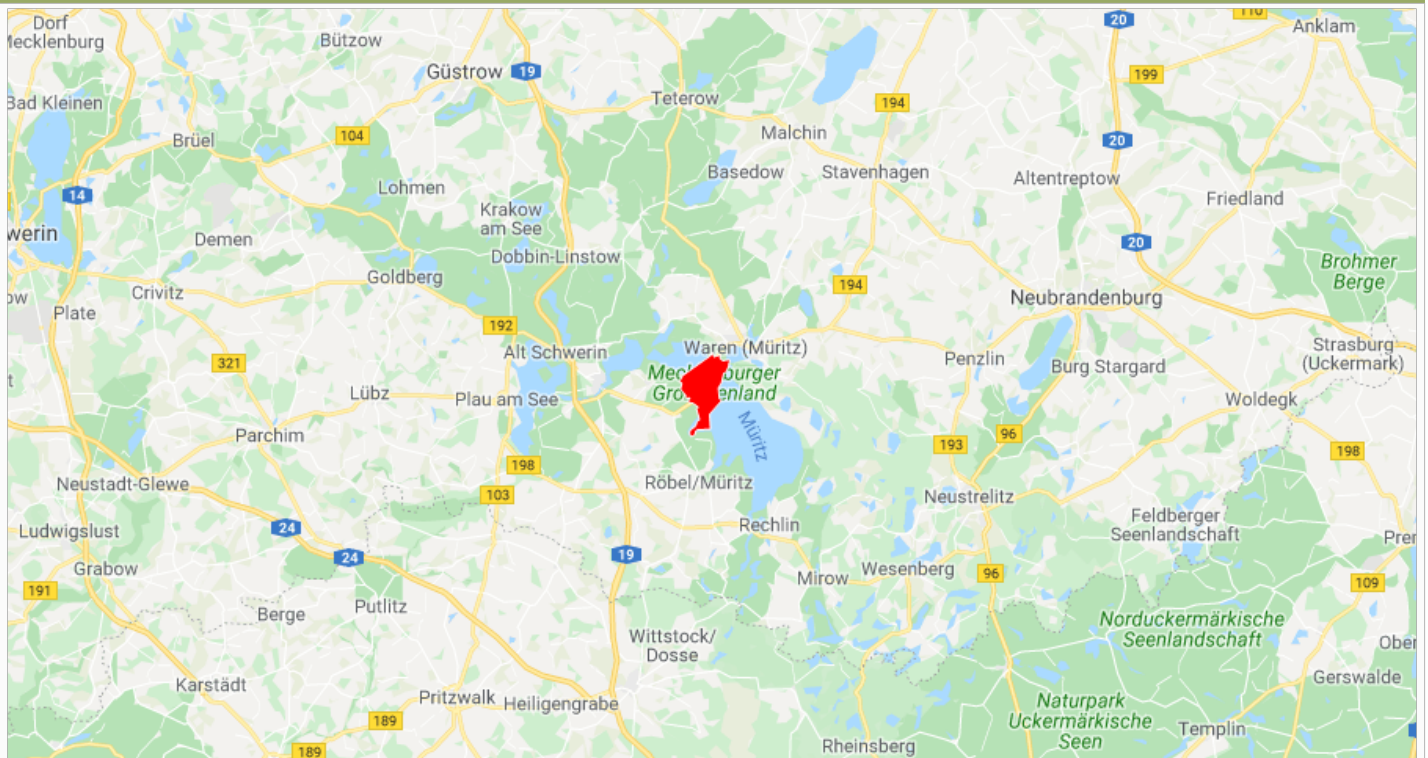 Dorf
Mecklenburg
Bützow
Güstrow
19
20
110
Anklam
199
Bad Kleinen
Teterow
194
Brüel
104
Malchin
20
14
Lohmen
Basedow
Stavenhagen
Altentreptow
Friedland
Krakow
am See
werin
Demen
Dobbin-Linstow
20
Goldberg
Brohmer
Berge
Crivitz
194
Neubrandenburg
ow
Plate
192
Alt Schwerin
Waren (Müritz)
Penzlin
Burg Stargard
Strasburg
(Uckermark)
321
Lübz
Plau am See
Müritz
Woldegk
Parchim
193
96
198
Neustadt-Glewe
198
103
Röbel/Müritz
Neustrelitz
Ludwigslust
24
24
19
Rechlin
Feldberger
Seenlandschaft
Grabow
191
Berge
Putlitz
Mirow
Wesenberg
96
109
Wittstock/
Dosse
Norduckermärkische
Seenlandschaft
Karstädt
Pritzwalk
Heiligengrabe
Gerswalde
189
189
Naturpark
Uckermärkische
Seen
Templin
Rheinsberg